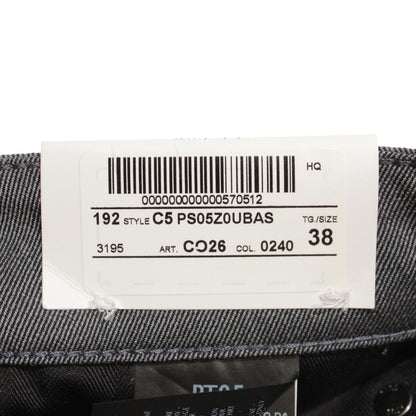 HQ
000000000000570512
192 STYLE C5 PS05Z0UBAS TG./SIZE
3195 ART. CO26 COL. 0240 38